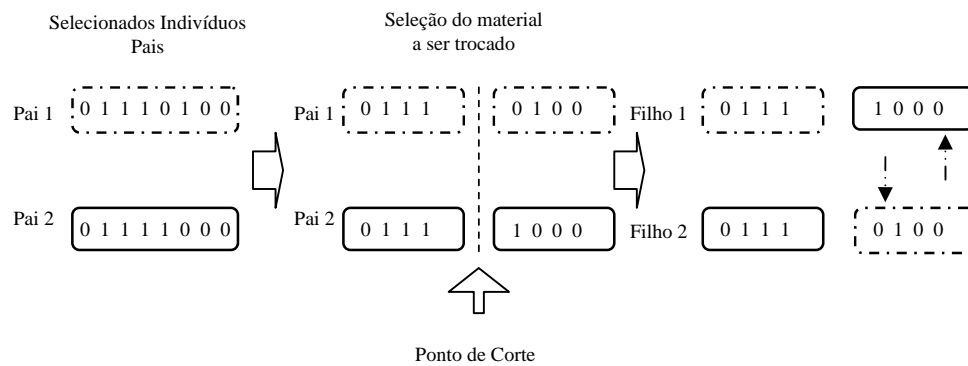 Selecionados Indivíduos
Pais
Seleção do material
a ser trocado
Pai 1
0 1 1 1 0 1 0 0
Pai 1
0 1 1 1
0 1 0 0
Filho 1
0 1 1 1
1 0 0 0
Pai 2
0 1 1 1 1 0 0 0
Pai 2
0 1 1 1
1 0 0 0
Filho 2
0 1 1 1
0 1 0 0
Ponto de Corte